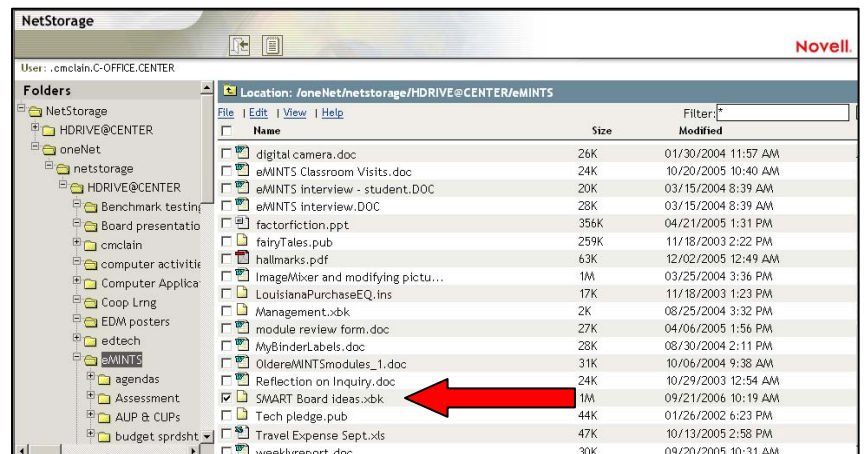 NetStorage
Novell.
User: .cmclain.C-OFFICE.CENTER
Folders
NetStorage
HDRIVE@CENTER
oneNet
netstorage
HDRIVE@CENTER
Benchmark testing
Board presentatio
cmclain
computer activitie
Computer Applica
Coop Lrng
EDM posters
edtech
eMINTS
agendas
Assessment
AUP & CUPs
budget sprdsht
Location: /oneNet/netstorage/HDRIVE@CENTER/eMINTS
File | Edit | View | Help Filter:*
Name Size Modified
digital camera.doc 26K 01/30/2004 11:57 AM
eMINTS Classroom Visits.doc 24K 10/20/2005 10:40 AM
eMINTS interview - student.DOC 20K 03/15/2004 8:39 AM
eMINTS interview.DOC 28K 03/15/2004 8:39 AM
factorfiction.ppt 356K 04/21/2005 1:31 PM
fairyTales.pub 259K 11/18/2003 2:22 PM
hallmarks.pdf 63K 12/02/2005 12:49 AM
ImageMixer and modifying pictu... 1M 03/25/2004 3:36 PM
LouisianaPurchaseEQ.ins 17K 11/18/2003 1:23 PM
Management.xbk 2K 08/25/2004 3:32 PM
module review form.doc 27K 04/06/2005 1:56 PM
MyBinderLabels.doc 28K 08/30/2004 2:11 PM
OldereMINTSmodules_1.doc 31K 10/06/2004 9:38 AM
Reflection on Inquiry.doc 24K 10/29/2003 12:54 AM
SMART Board ideas.xbk 1M 09/21/2006 10:19 AM
Tech pledge.pub 44K 01/26/2002 6:23 PM
Travel Expense Sept.xls 47K 10/13/2005 2:58 PM
weeklyreport.doc 30K 09/20/2005 10:31 AM